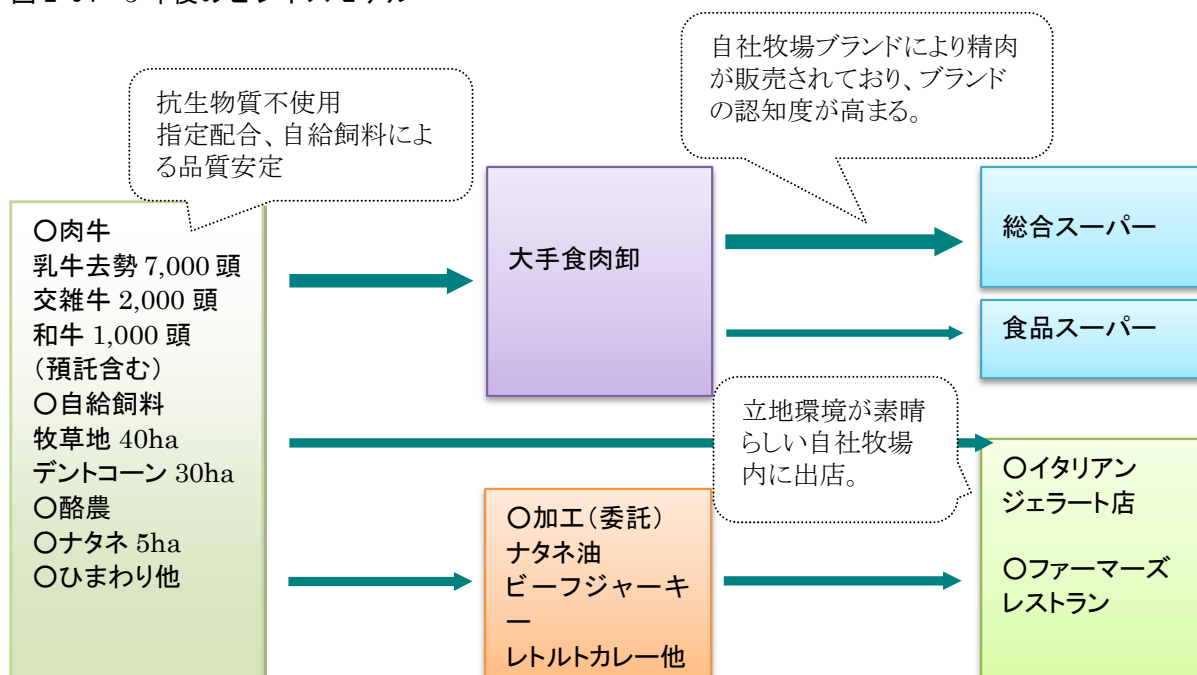 抗生物質不使用
指定配合、自給飼料によ
る品質安定
自社牧場ブランドにより精肉
が販売されており、ブランド
の認知度が高まる。
〇肉牛
乳牛去勢 7,000 頭
交雑牛 2,000 頭
和牛 1,000 頭
（預託含む）
〇自給飼料
牧草地 40ha
デントコーン 30ha
〇酪農
〇ナタネ 5ha
〇ひまわり他
大手食肉卸
総合スーパー
食品スーパー
立地環境が素晴
らしい自社牧場
内に出店。
〇加工（委託）
ナタネ油
ビーフジャーキ
ー
レトルトカレー他
〇イタリアン
ジェラート店
〇ファーマーズ
レストラン